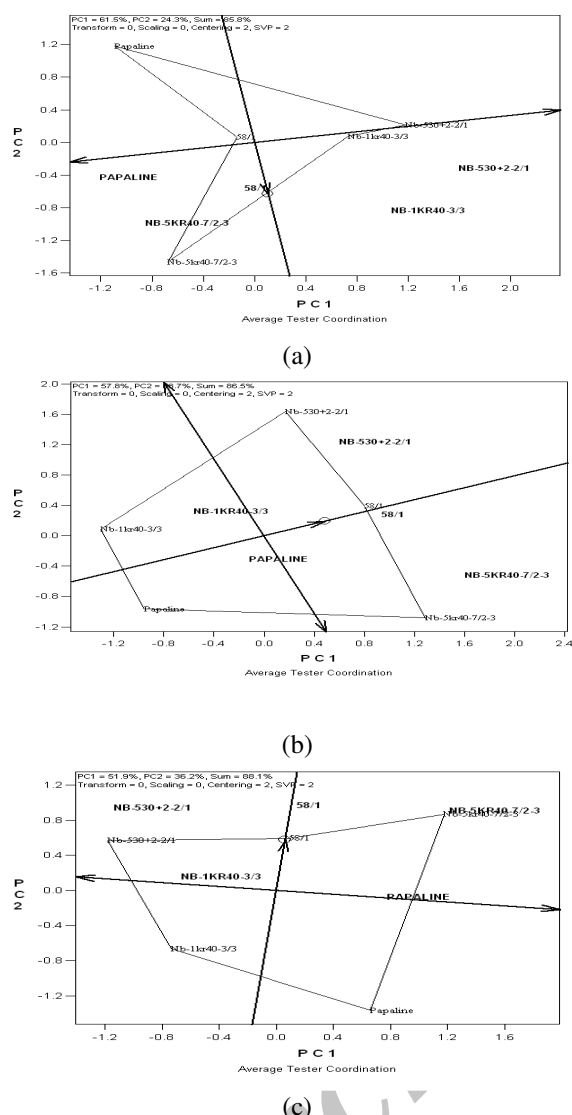 PC1 = 61.5%, PC2 = 24.3%, Sum = 85.8%
Transform = 0, Scaling = 0, Centering = 2, SVP = 2
1.2
0.4
PC2
0.0
-0.4
-0.8
-1.2
-1.6
Papaline
58/1
Nb-530+2-2/1
Nb-1kr40-3/3
NB-530+2-2/1
PAPALINE
58/1
NB-1KR40-3/3
NB-5KR40-7/2-3
Nb-5kr40-7/2-3
-1.2 -0.8 -0.4 0.0 0.4 0.8 1.2 1.6 2.0
PC1
Average Tester Coordination
(a)
Transform = 0, Scaling = 0, Centering = 2, SVP = 2
2.0
1.6
1.2
0.8
PC2
0.4
0.0
-0.4
-0.8
-1.2
Nb-530+2-2/1
NB-530+2-2/1
NB-1KR40-3/3
58/1
58/1
Nb-1kr40-3/3
PAPALINE
NB-5KR40-7/2-3
Papaline
Nb-5kr40-7/2-3
-1.2 -0.8 -0.4 0.0 0.4 0.8 1.2 1.6 2.0 2.4
PC1
Average Tester Coordination
(b)
PC1 = 51.9%, PC2 = 36.2%, Sum = 88.1%
Transform = 0, Scaling = 0, Centering = 2, SVP = 2
1.2
0.8
0.4
PC2
0.0
-0.4
-0.8
-1.2
NB-530+2-2/1
58/1
NB-5KR40-7/2-3
Nb-5kr40-7/2-3
Nb-530+2-2/1
58/1
NB-1KR40-3/3
PAPALINE
Nb-1kr40-3/3
Papaline
-1.2 -0.8 -0.4 0.0 0.4 0.8 1.2 1.6
PC1
Average Tester Coordination
(c)